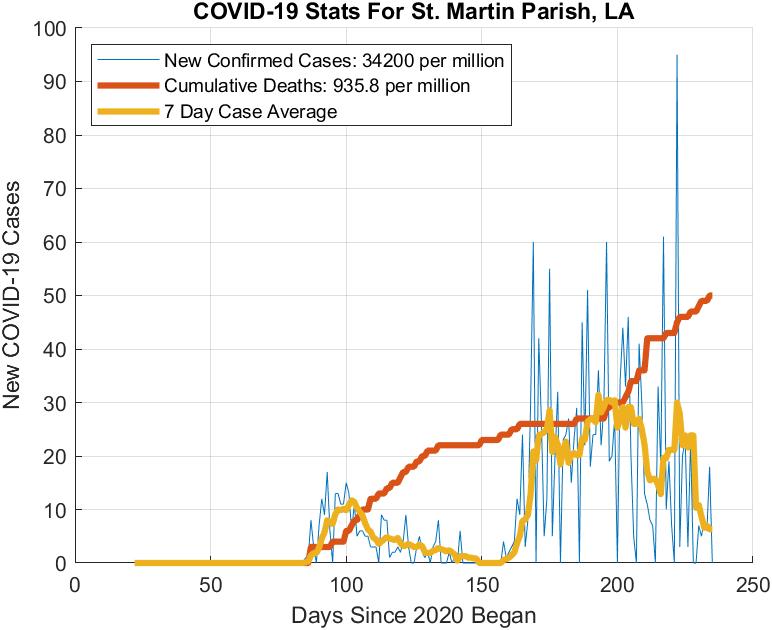 COVID-19 Stats For St. Martin Parish, LA
100
90
80
70
60
50
40
30
20
10
0
New COVID-19 Cases
New Confirmed Cases: 34200 per million
Cumulative Deaths: 935.8 per million
7 Day Case Average
0 50 100 150 200 250
Days Since 2020 Began